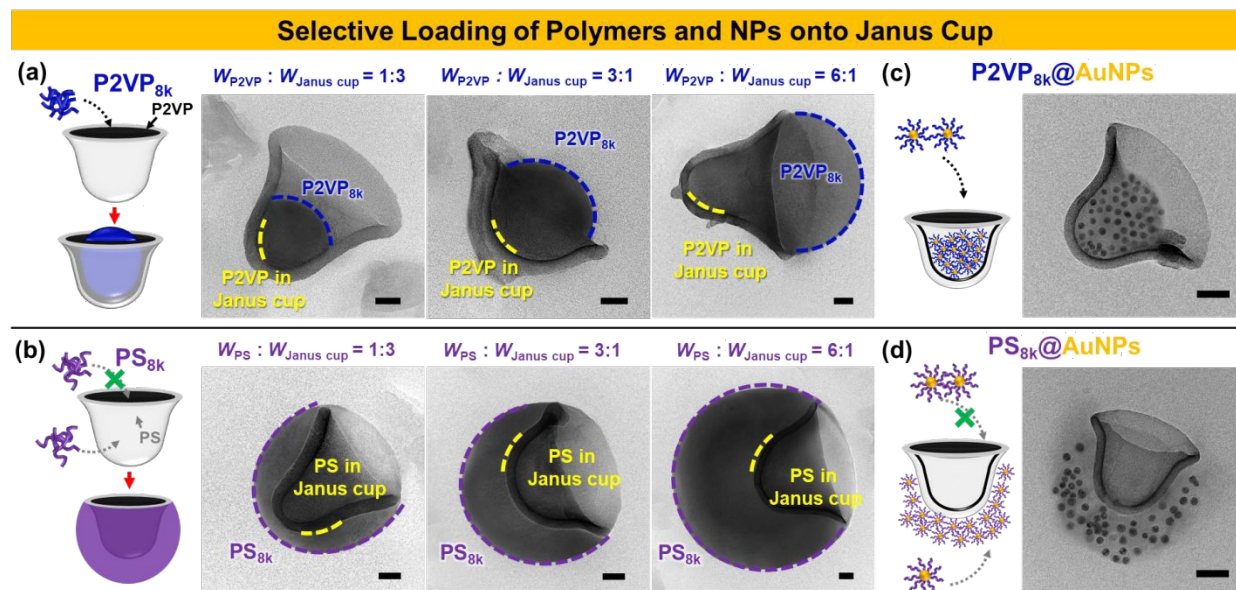 Selective Loading of Polymers and NPs onto Janus Cup
(a)
P2VP8k
P2VP
WP2VP : WJanus cup = 1:3
P2VP8k
P2VP in
Janus cup
WP2VP : WJanus cup = 3:1
P2VP8k
P2VP in
Janus cup
WP2VP : WJanus cup = 6:1
P2VP8k
P2VP in
Janus cup
(c)
P2VP8k@AuNPs
(b)
PS8k
PS
WPS : WJanus cup = 1:3
PS in
Janus cup
PS8k
WPS : WJanus cup = 3:1
PS in
Janus cup
PS8k
WPS : WJanus cup = 6:1
PS in
Janus cup
PS8k
(d)
PS8k@AuNPs